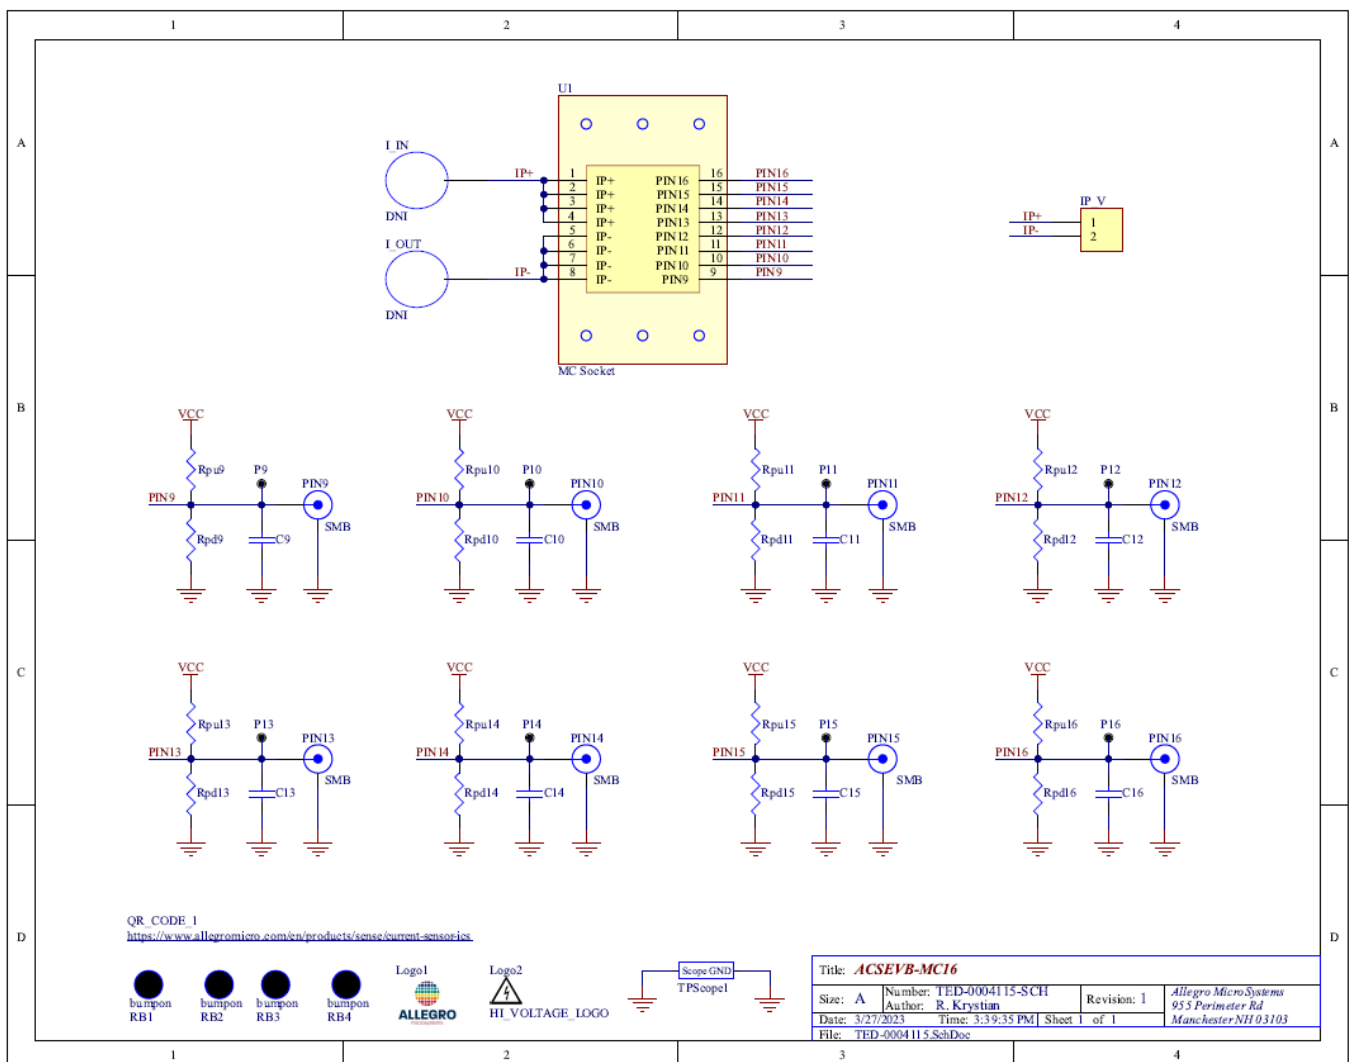 1 2 3 4
A A
U1
I_IN
IP+
DNI
I_OUT
IP-
DNI
1 IP+ PIN16 16 PIN16
2 IP+ PIN15 15 PIN15
3 IP+ PIN14 14 PIN14
4 IP+ PIN13 13 PIN13
5 IP- PIN12 12 PIN12
6 IP- PIN11 11 PIN11
7 IP- PIN10 10 PIN10
8 IP- PIN9 9 PIN9
MC Socket
IP_V
IP+ 1
IP- 2
B B
VCC VCC VCC VCC
Rpu9 P9 Rpu10 P10 Rpu11 P11 Rpu12 P12
PIN9 PIN9 PIN10 PIN10 PIN11 PIN11 PIN12 PIN12
SMB SMB SMB SMB
Rpd9 C9 Rpd10 C10 Rpd11 C11 Rpd12 C12
C C
VCC VCC VCC VCC
Rpu13 P13 Rpu14 P14 Rpu15 P15 Rpu16 P16
PIN13 PIN13 PIN14 PIN14 PIN15 PIN15 PIN16 PIN16
SMB SMB SMB SMB
Rpd13 C13 Rpd14 C14 Rpd15 C15 Rpd16 C16
D D
QR_CODE_1
https://www.allegromicro.com/en/products/sense/current-sensor-ics
bumpon bumpon bumpon bumpon
RB1 RB2 RB3 RB4
Logo1
ALLEGRO
microsystems
Logo2
HI_VOLTAGE_LOGO
Scope GND
TPScope1
Title: ACSEVB-MC16
Size: A Number: TED-0004115-SCH Revision: 1
Author: R. Krystian
Date: 3/27/2023 Time: 3:39:35 PM Sheet 1 of 1
File: TED-0004115.SchDoc
Allegro MicroSystems
955 Perimeter Rd
Manchester NH 03103
1 2 3 4